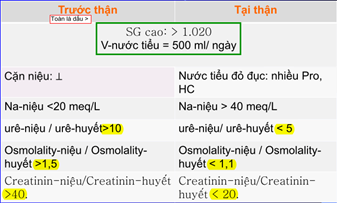 Trước thận
Tại thận
Toàn là dấu >
SG cao: > 1.020
V-nước tiểu = 500 ml/ ngày
Cặn niệu: ⊥
Nước tiểu đỏ đục: nhiều Pro,
HC
Na-niệu <20 meq/L
Na-niệu > 40 meq/L
urê-niệu / urê-huyết>10
urê-niệu/ urê-huyết < 5
Osmolality-niệu / Osmolality-
huyết >1,5
Osmolality-niệu / Osmolality-
huyết < 1,1
Creatinin-niệu/Creatinin-huyết
>40.
Creatinin-niệu/Creatinin-
huyết < 20.